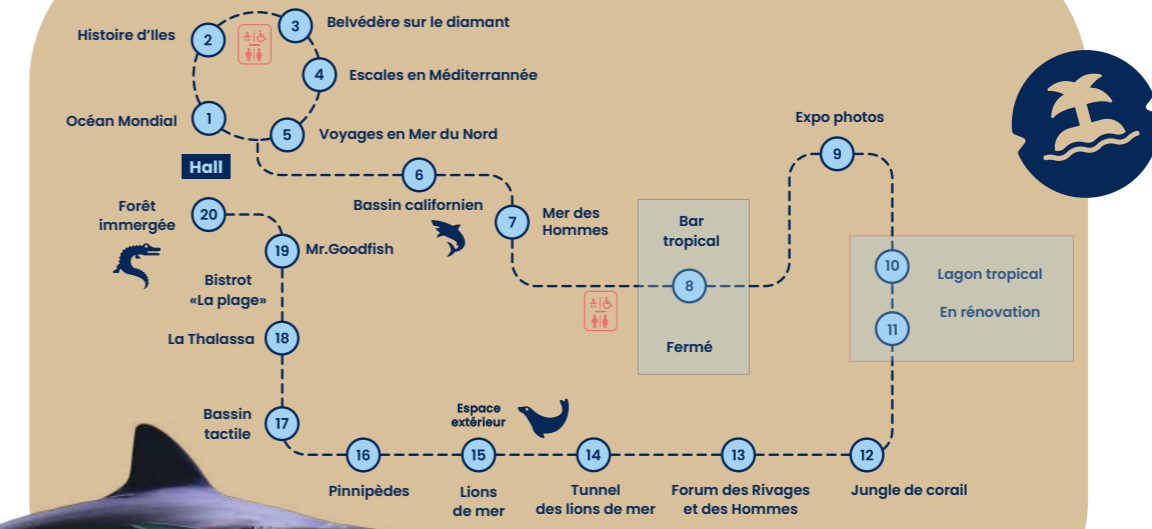 Histoire d'Iles
2
3
Belvédère sur le diamant
4
Escales en Méditerrannée
Océan Mondial
1
5
Voyages en Mer du Nord
Hall
6
Bassin californien
7
Mer des
Hommes
Bar
tropical
8
Fermé
Expo photos
9
10
Lagon tropical
En rénovation
11
12
Jungle de corail
13
Forum des Rivages
et des Hommes
14
Tunnel
des lions de mer
Espace
extérieur
15
Lions
de mer
16
Pinnipèdes
17
Bassin
tactile
18
La Thalassa
Bistrot
«La plage»
19
Mr.Goodfish
20
Forêt
immergée